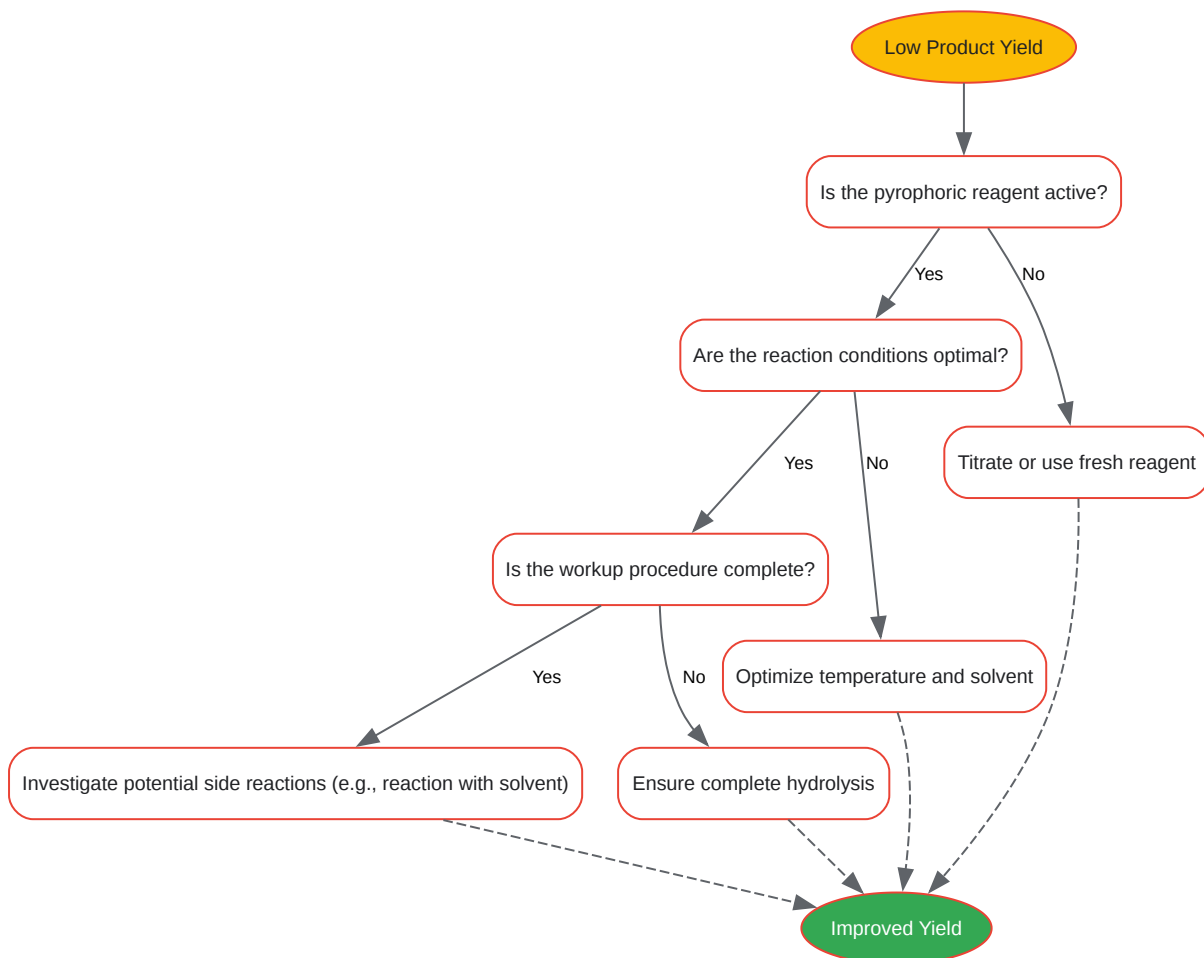 Low Product Yield
Is the pyrophoric reagent active?
Yes
No
Are the reaction conditions optimal?
Yes
No
Titrate or use fresh reagent
Is the workup procedure complete?
Yes
No
Optimize temperature and solvent
Investigate potential side reactions (e.g., reaction with solvent)
Ensure complete hydrolysis
Improved Yield